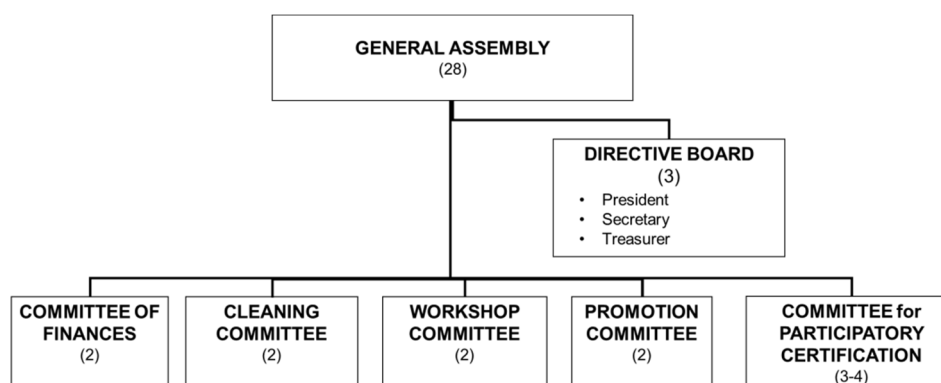 GENERAL ASSEMBLY
(28)
DIRECTIVE BOARD
(3)
• President
• Secretary
• Treasurer
COMMITTEE OF
FINANCES
(2)
CLEANING
COMMITTEE
(2)
WORKSHOP
COMMITTEE
(2)
PROMOTION
COMMITTEE
(2)
COMMITTEE for
PARTICIPATORY
CERTIFICATION
(3-4)